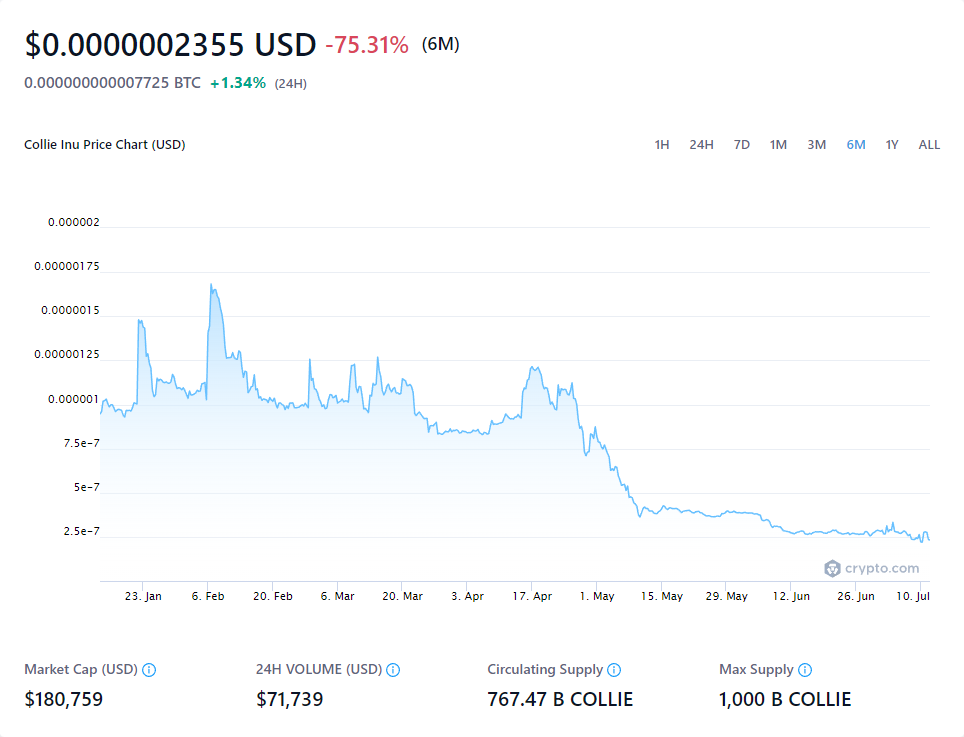 $0.0000002355 USD -75.31% (6M)
0.000000000007725 BTC +1.34% (24H)
Collie Inu Price Chart (USD) 1H 24H 7D 1M 3M 6M 1Y ALL
0.000002
0.00000175
0.0000015
0.00000125
0.000001
7.5e-7
5e-7
2.5e-7
crypto.com
23. Jan 6. Feb 20. Feb 6. Mar 20. Mar 3. Apr 17. Apr 1. May 15. May 29. May 12. Jun 26. Jun 10. Jul
Market Cap (USD) 24H VOLUME (USD) Circulating Supply Max Supply
$180,759 $71,739 767.47 B COLLIE 1,000 B COLLIE